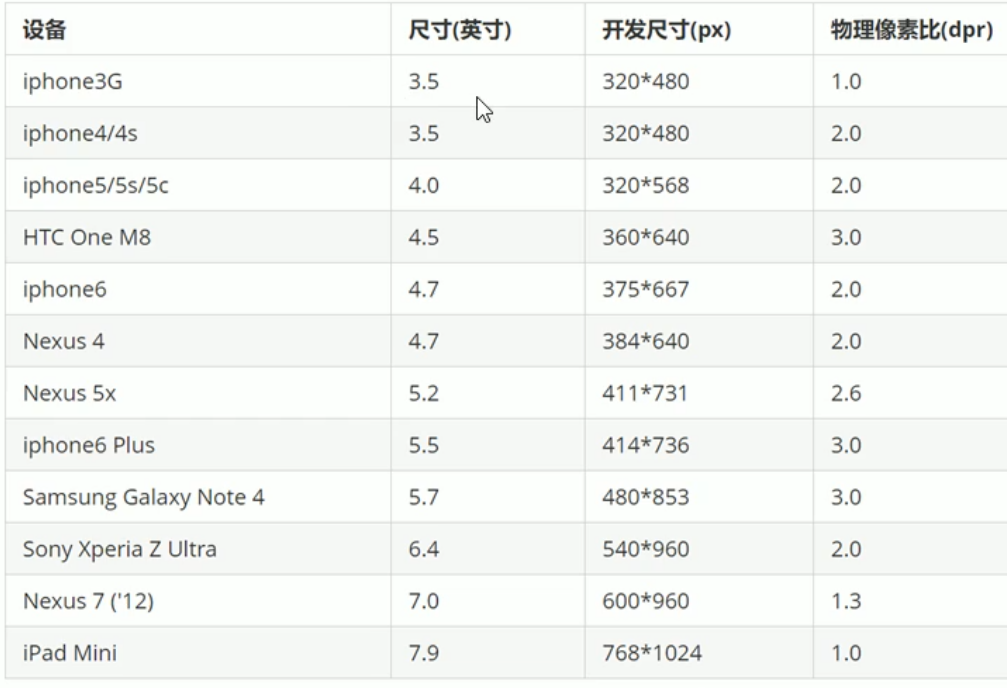 设备 尺寸(英寸) 开发尺寸(px) 物理像素比(dpr)
iphone3G 3.5 320*480 1.0
iphone4/4s 3.5 320*480 2.0
iphone5/5s/5c 4.0 320*568 2.0
HTC One M8 4.5 360*640 3.0
iphone6 4.7 375*667 2.0
Nexus 4 4.7 384*640 2.0
Nexus 5x 5.2 411*731 2.6
iphone6 Plus 5.5 414*736 3.0
Samsung Galaxy Note 4 5.7 480*853 3.0
Sony Xperia Z Ultra 6.4 540*960 2.0
Nexus 7 ('12) 7.0 600*960 1.3
iPad Mini 7.9 768*1024 1.0